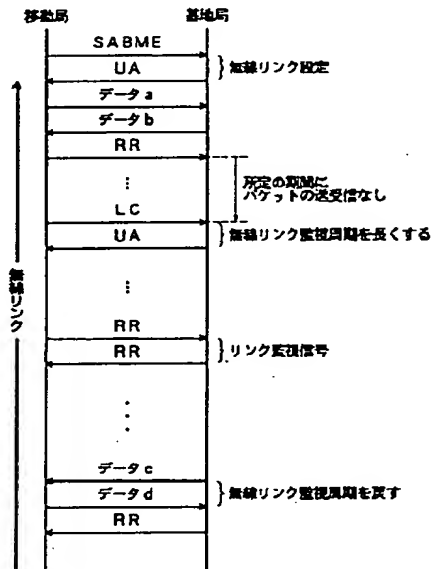 移動局 基地局
SABME
UA
無線リンク設定
データa
データb
RR
所定の期間に
パケットの送受信なし
LC
UA
無線リンク監視周期を長くする
無線リンク
RR
RR
リンク監視信号
データc
データd
無線リンク監視周期を戻す
RR